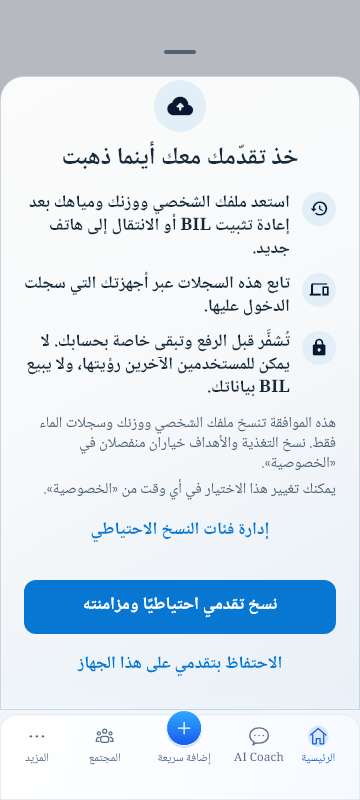 خذ تقدّمك معك أينما ذهبت
استعد ملفك الشخصي ووزنك ومياهك بعد
إعادة تثبيت BIL أو الانتقال إلى هاتف
جديد.
تابع هذه السجلات عبر أجهزتك التي سجلت
الدخول عليها.
تُشفَّر قبل الرفع وتبقى خاصة بحسابك. لا
يمكن للمستخدمين الآخرين رؤيتها، ولا يبيع
BIL بياناتك.
هذه الموافقة تنسخ ملفك الشخصي ووزنك وسجلات الماء
فقط. نسخ التغذية والأهداف خياران منفصلان في
«الخصوصية».
يمكنك تغيير هذا الاختيار في أي وقت من «الخصوصية».
إدارة فئات النسخ الاحتياطي
نسخ تقدمي احتياطيًا ومزامنته
الاحتفاظ بتقدمي على هذا الجهاز
الرئيسية
AI Coach
إضافة سريعة
المجتمع
المزيد